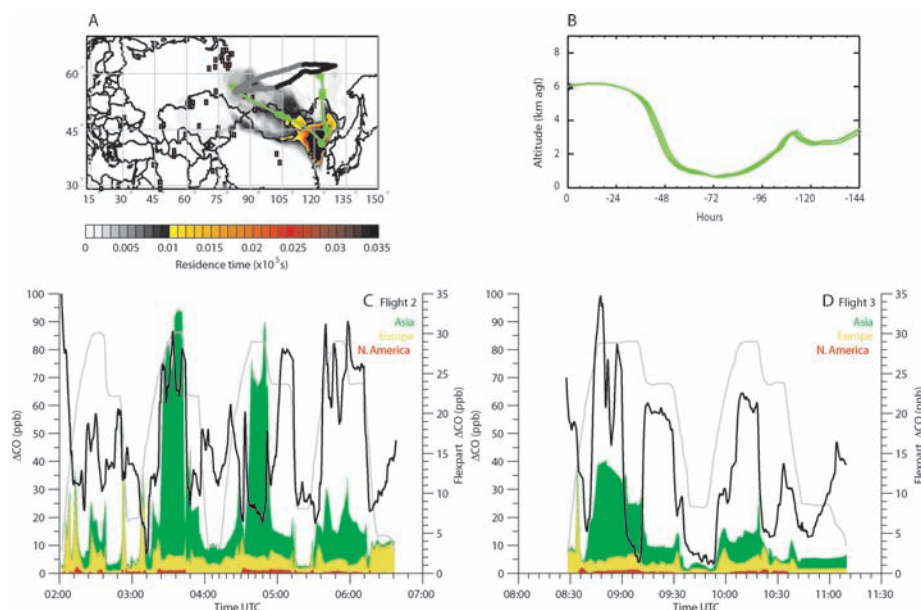 A
B
60
45
30
15 30 45 60 75 90 105 120 135 150
0 0.005 0.01 0.015 0.02 0.025 0.03 0.035
Residence time (x10⁻⁵s)
8
6
4
2
0
Altitude (km agl)
0 -24 -48 -72 -96 -120 -144
Hours
C Flight 2
Asia
Europe
N. America
100
90
80
70
60
50
40
30
20
10
0
ΔCO (ppb)
35
30
25
20
15
10
5
0
Flexpart ΔCO (ppb)
02:00 03:00 04:00 05:00 06:00 07:00
Time UTC
D Flight 3
Asia
Europe
N. America
100
90
80
70
60
50
40
30
20
10
0
ΔCO (ppb)
35
30
25
20
15
10
5
0
Flexpart ΔCO (ppb)
08:00 08:30 09:00 09:30 10:00 10:30 11:00 11:30
Time UTC